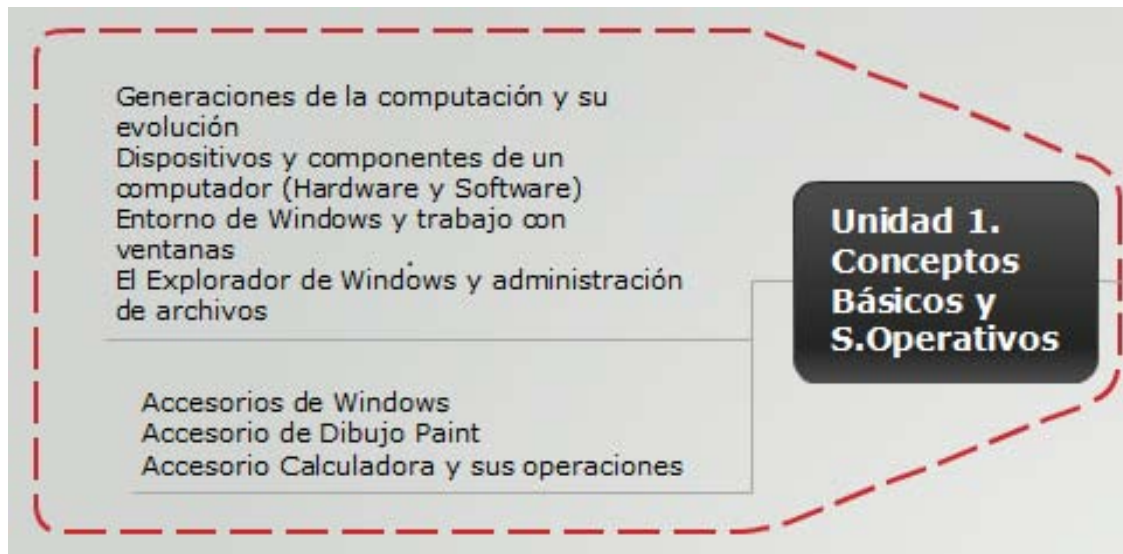 Generaciones de la computación y su
evolución
Dispositivos y componentes de un
computador (Hardware y Software)
Entorno de Windows y trabajo con
ventanas
El Explorador de Windows y administración
de archivos
Accesorios de Windows
Accesorio de Dibujo Paint
Accesorio Calculadora y sus operaciones
Unidad 1.
Conceptos
Básicos y
S.Operativos